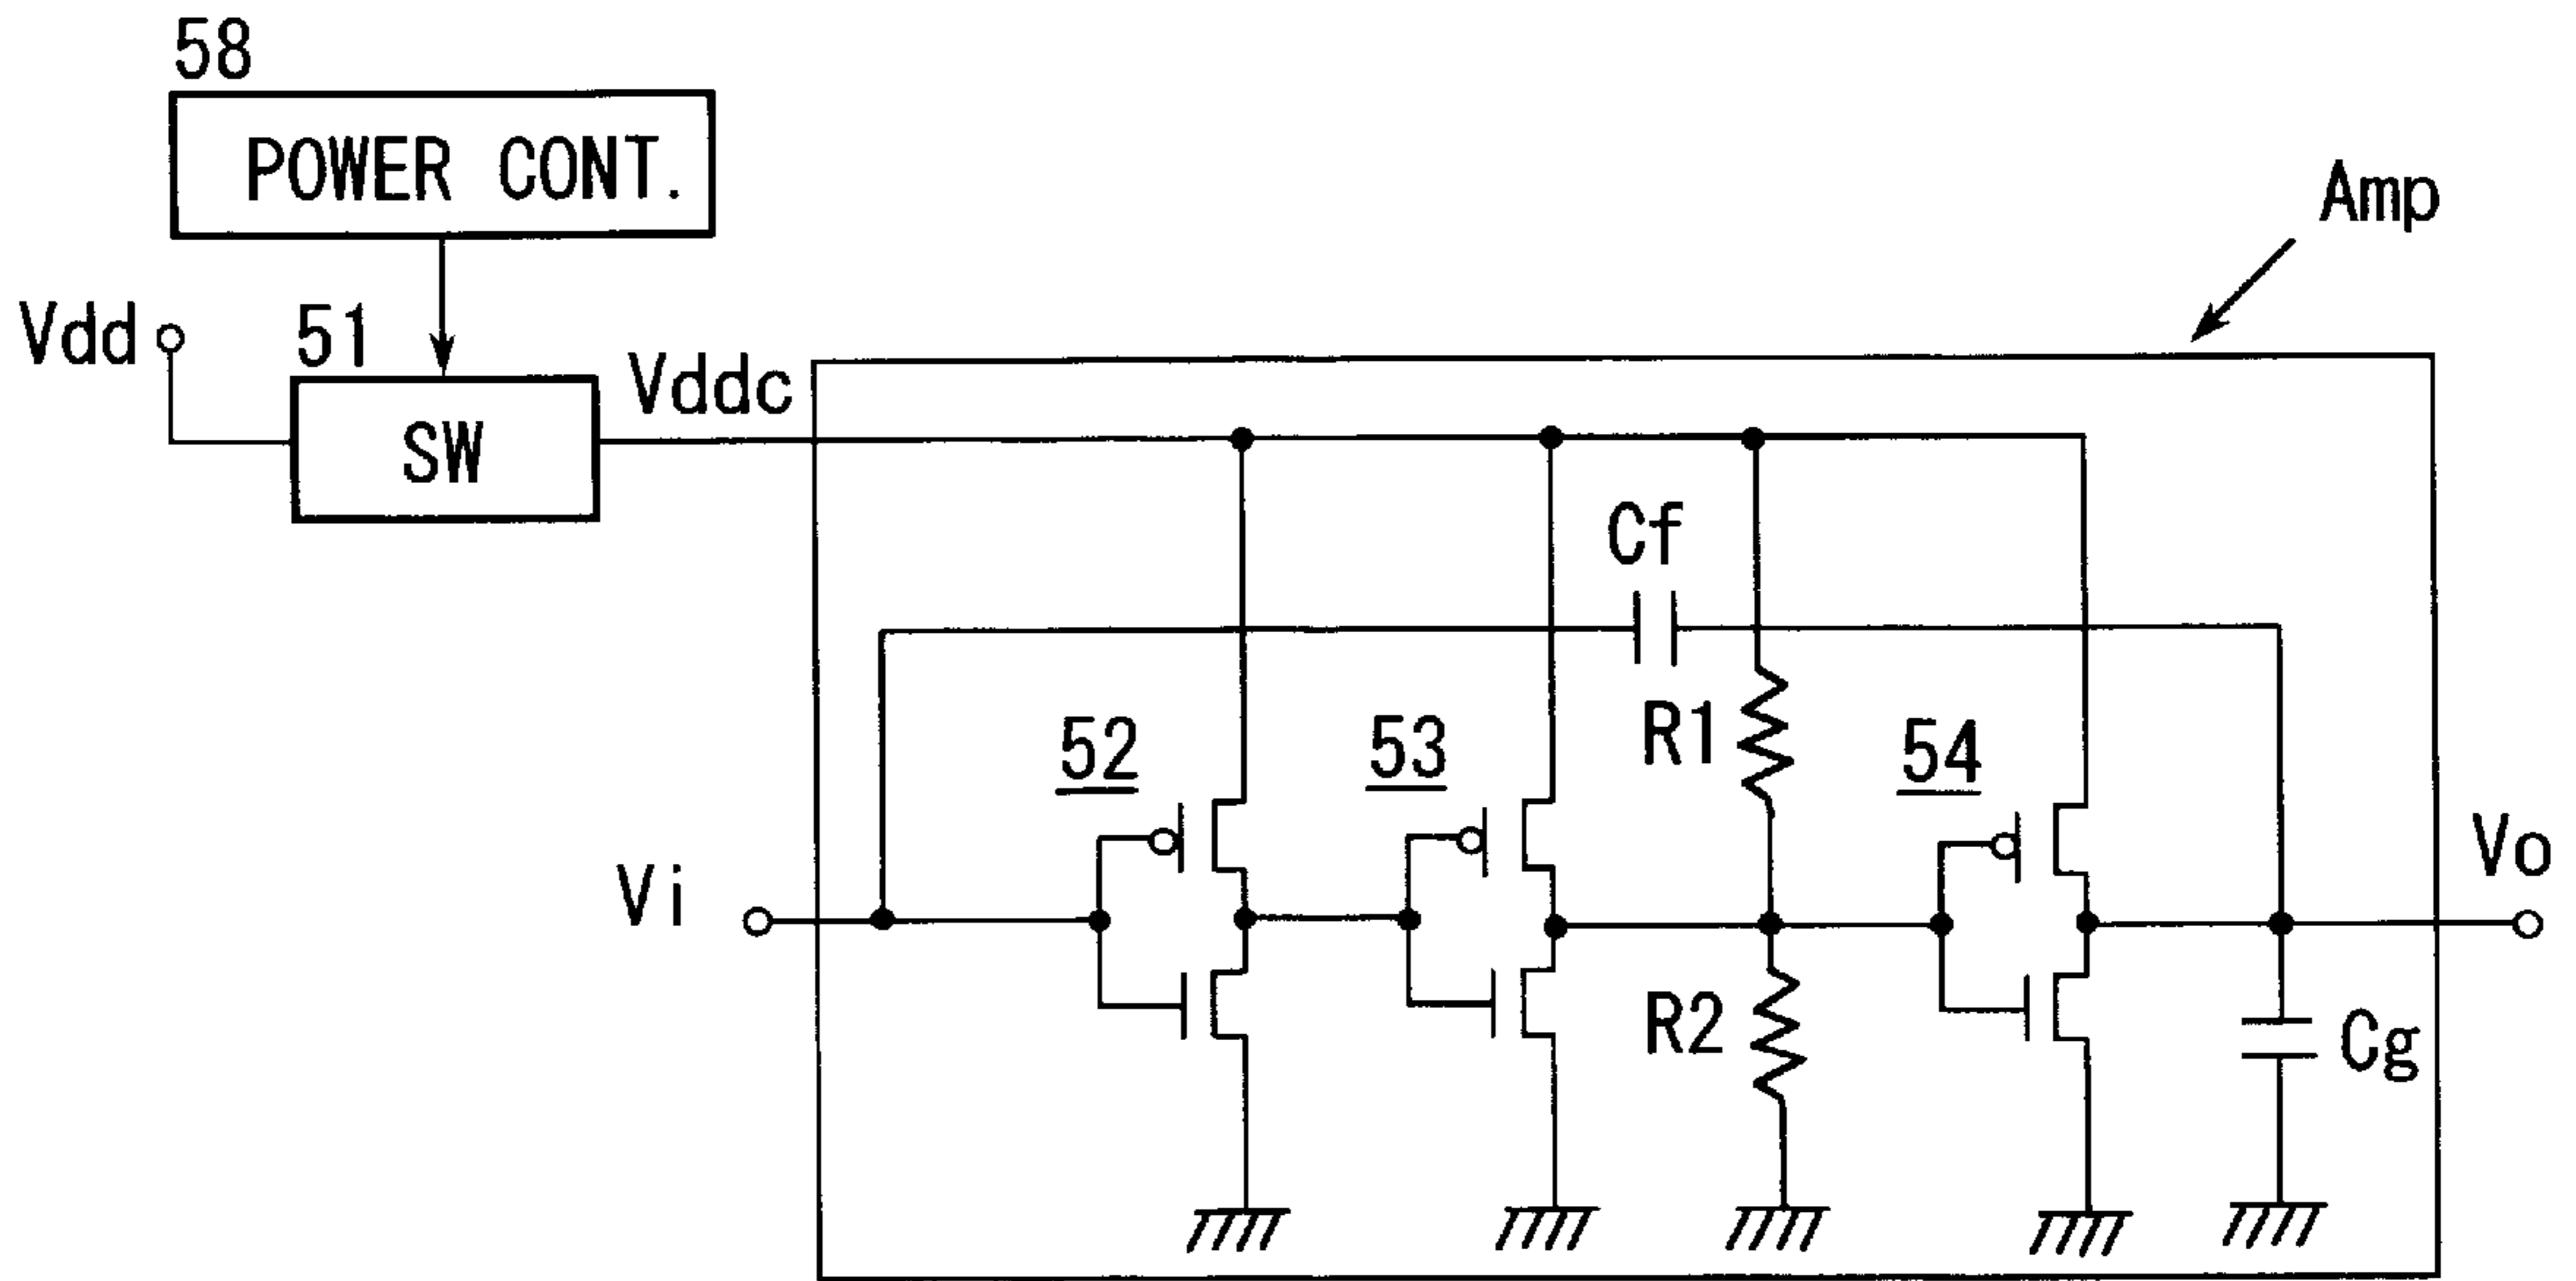 58
POWER CONT.
Amp
Vdd
51
Vddc
SW
Cf
R1
52
53
54
Vi
Vo
R2
Cg